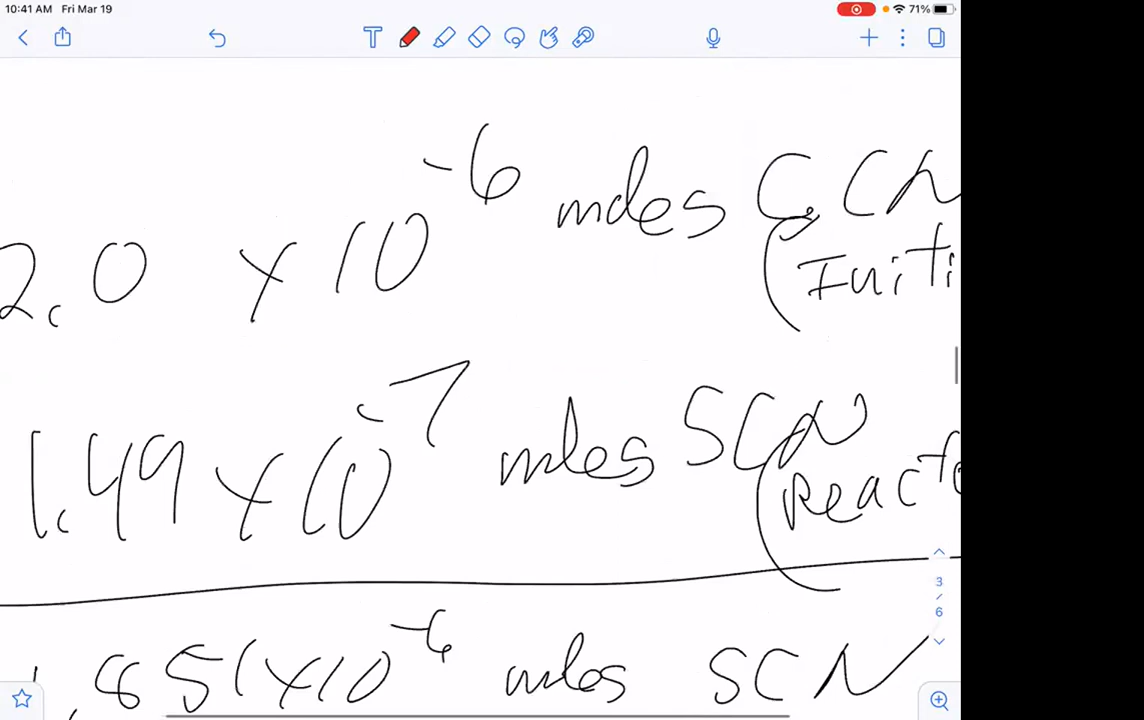 10:41 AM Fri Mar 19
71%
T
2.0 x 10
-6
moles SCN
(Initi
1.49 x 10
-7
moles SCN
(Reacte
3
/
6
1.851 x 10
-6
moles SCN